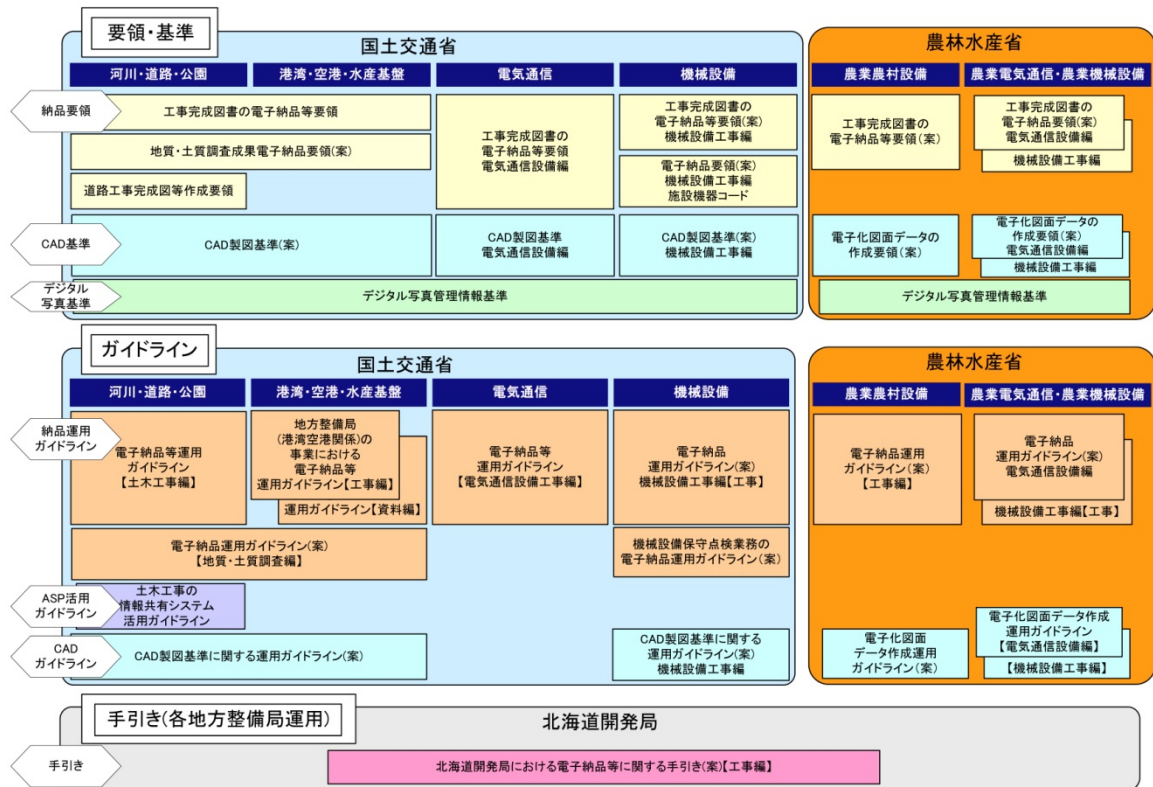 要領・基準
国土交通省
農林水産省
河川・道路・公園
港湾・空港・水産基盤
電気通信
機械設備
農業農村設備
農業電気通信・農業機械設備
納品要領
工事完成図書の電子納品等要領
地質・土質調査成果電子納品要領(案)
道路工事完成図等作成要領
工事完成図書の
電子納品等要領
電気通信設備編
工事完成図書の
電子納品等要領(案)
機械設備工事編
電子納品要領(案)
機械設備工事編
施設機器コード
工事完成図書の
電子納品等要領(案)
工事完成図書の
電子納品要領(案)
電気通信設備編
機械設備工事編
CAD基準
CAD製図基準(案)
CAD製図基準
電気通信設備編
CAD製図基準(案)
機械設備工事編
電子化図面データの
作成要領(案)
電子化図面データの
作成要領(案)
電気通信設備編
機械設備工事編
デジタル
写真基準
デジタル写真管理情報基準
デジタル写真管理情報基準
ガイドライン
国土交通省
農林水産省
河川・道路・公園
港湾・空港・水産基盤
電気通信
機械設備
農業農村設備
農業電気通信・農業機械設備
納品運用
ガイドライン
電子納品等運用
ガイドライン
【土木工事編】
地方整備局
(港湾空港関係)の
事業における
電子納品等
運用ガイドライン【工事編】
運用ガイドライン【資料編】
電子納品等
運用ガイドライン
【電気通信設備工事編】
電子納品
運用ガイドライン(案)
機械設備工事編【工事】
電子納品運用
ガイドライン(案)
【工事編】
電子納品
運用ガイドライン(案)
電気通信設備編
機械設備工事編【工事】
電子納品運用ガイドライン(案)
【地質・土質調査編】
機械設備保守点検業務の
電子納品運用ガイドライン(案)
ASP活用
ガイドライン
土木工事の
情報共有システム
活用ガイドライン
CAD
ガイドライン
CAD製図基準に関する運用ガイドライン(案)
CAD製図基準に関する
運用ガイドライン(案)
機械設備工事編
電子化図面
データ作成運用
ガイドライン(案)
電子化図面データ作成
運用ガイドライン
【電気通信設備編】
【機械設備工事編】
手引き(各地方整備局運用)
北海道開発局
手引き
北海道開発局における電子納品等に関する手引き(案)【工事編】